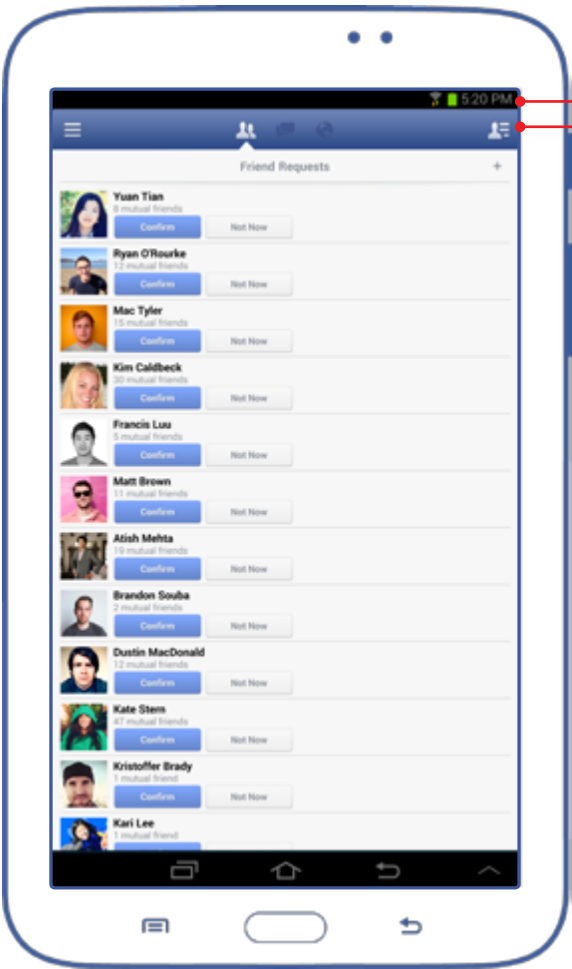 5:20 PM
Friend Requests +
Yuan Tian
8 mutual friends
Confirm Not Now
Ryan O'Rourke
12 mutual friends
Confirm Not Now
Mac Tyler
15 mutual friends
Confirm Not Now
Kim Caldbeck
30 mutual friends
Confirm Not Now
Francis Luu
5 mutual friends
Confirm Not Now
Matt Brown
11 mutual friends
Confirm Not Now
Atish Mehta
19 mutual friends
Confirm Not Now
Brandon Souba
2 mutual friends
Confirm Not Now
Dustin MacDonald
12 mutual friends
Confirm Not Now
Kate Stern
47 mutual friends
Confirm Not Now
Kristoffer Brady
1 mutual friend
Confirm Not Now
Kari Lee
1 mutual friend